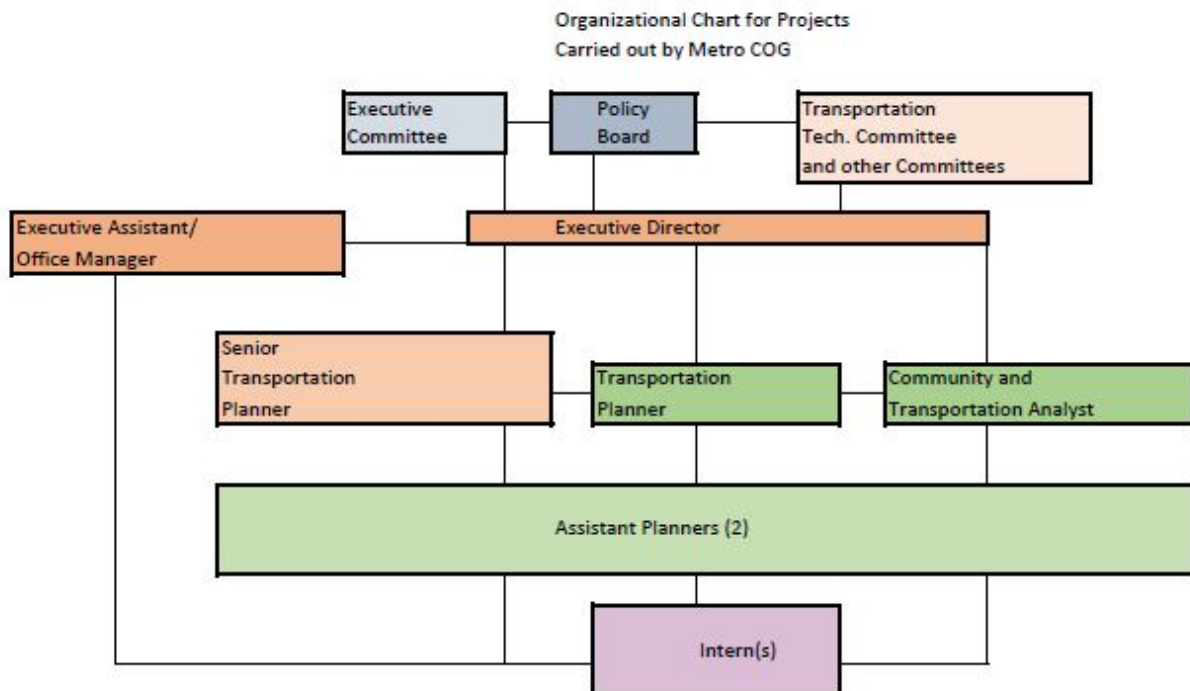 Organizational Chart for Projects
Carried out by Metro COG
Executive
Committee
Policy
Board
Transportation
Tech. Committee
and other Committees
Executive Assistant/
Office Manager
Executive Director
Senior
Transportation
Planner
Transportation
Planner
Community and
Transportation Analyst
Assistant Planners (2)
Intern(s)